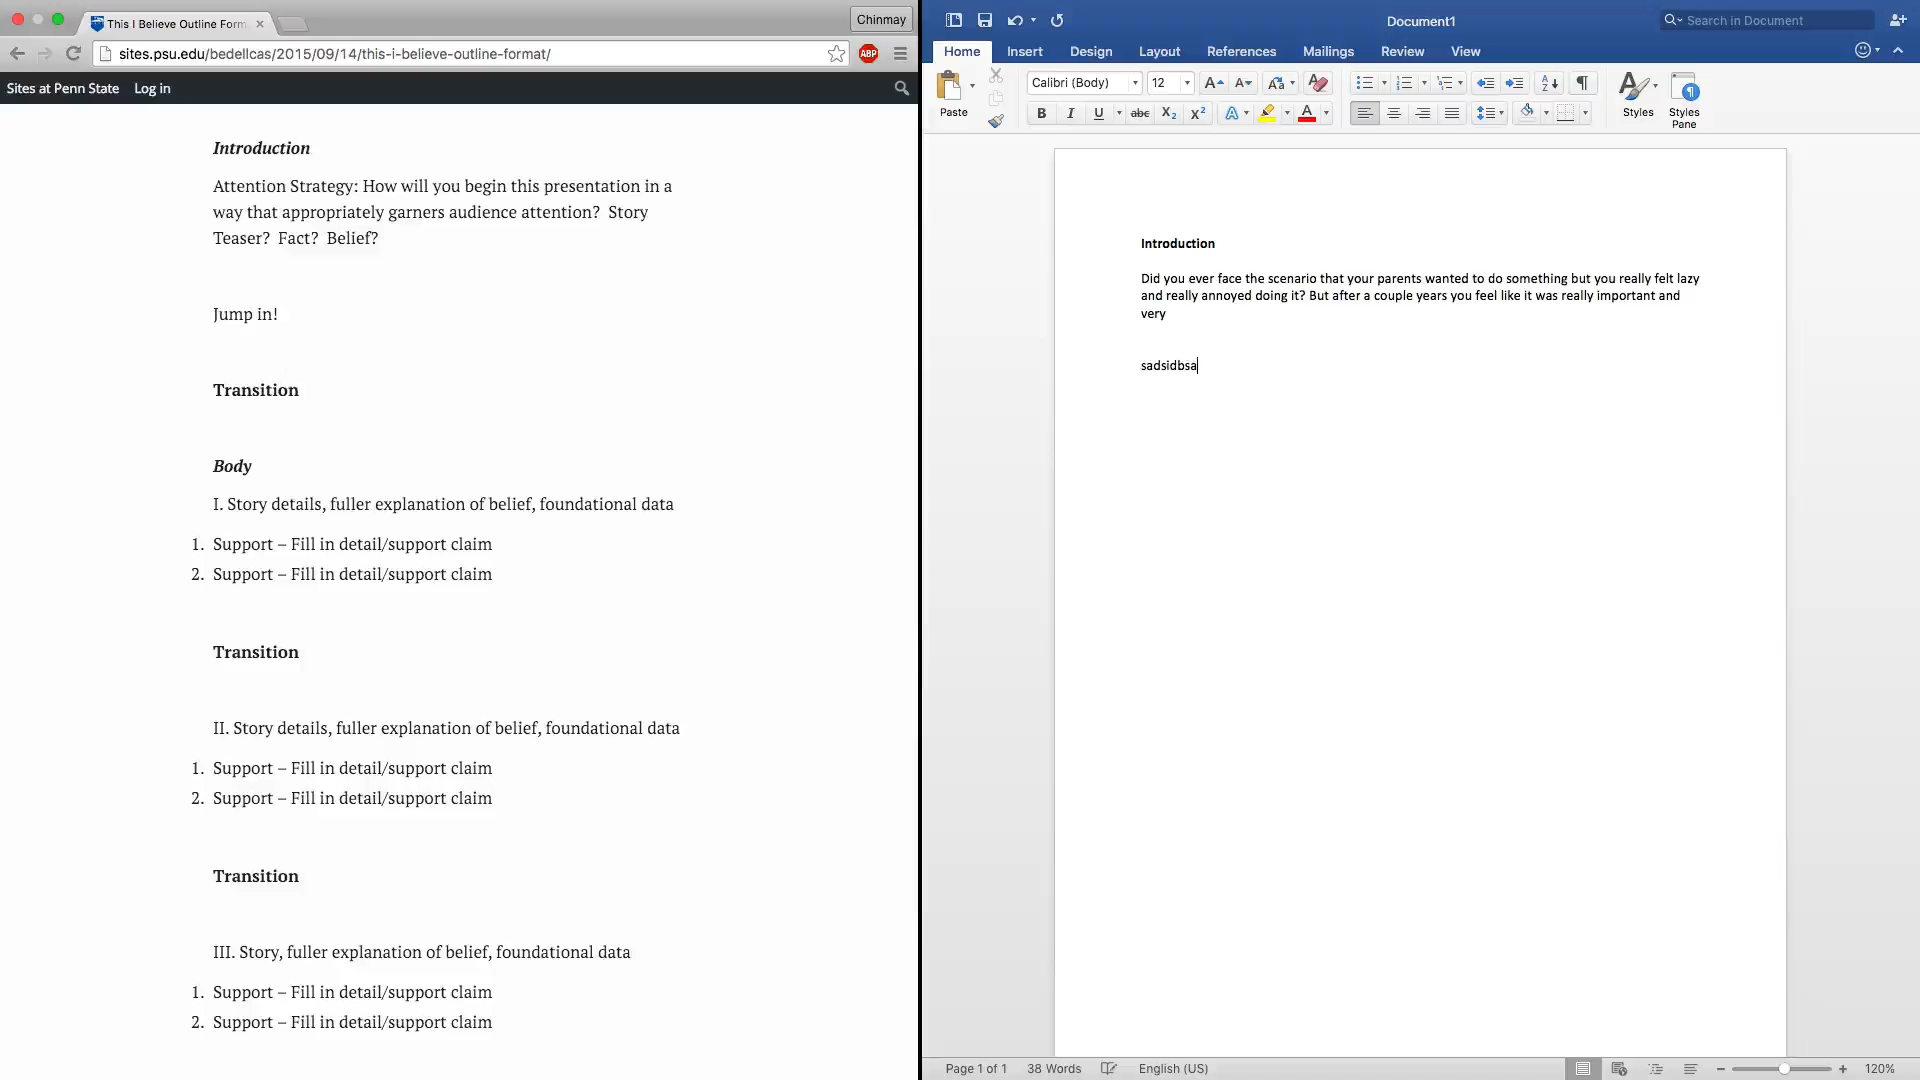 This I Believe Outline Form
Chinmay
sites.psu.edu/bedellcas/2015/09/14/this-i-believe-outline-format/
ABP
Sites at Penn State
Log in
Introduction
Attention Strategy: How will you begin this presentation in a
way that appropriately garners audience attention?  Story
Teaser?  Fact?  Belief?
Jump in!
Transition
Body
I. Story details, fuller explanation of belief, foundational data
1. Support – Fill in detail/support claim
2. Support – Fill in detail/support claim
Transition
II. Story details, fuller explanation of belief, foundational data
1. Support – Fill in detail/support claim
2. Support – Fill in detail/support claim
Transition
III. Story, fuller explanation of belief, foundational data
1. Support – Fill in detail/support claim
2. Support – Fill in detail/support claim
Document1
Search in Document
Home Insert Design Layout References Mailings Review View
Paste
Calibri (Body) 12
B I U abc X₂ X²
Styles
Styles
Pane
Introduction
Did you ever face the scenario that your parents wanted to do something but you really felt lazy
and really annoyed doing it? But after a couple years you feel like it was really important and
very
sadsidbsa
Page 1 of 1 38 Words English (US) 120%